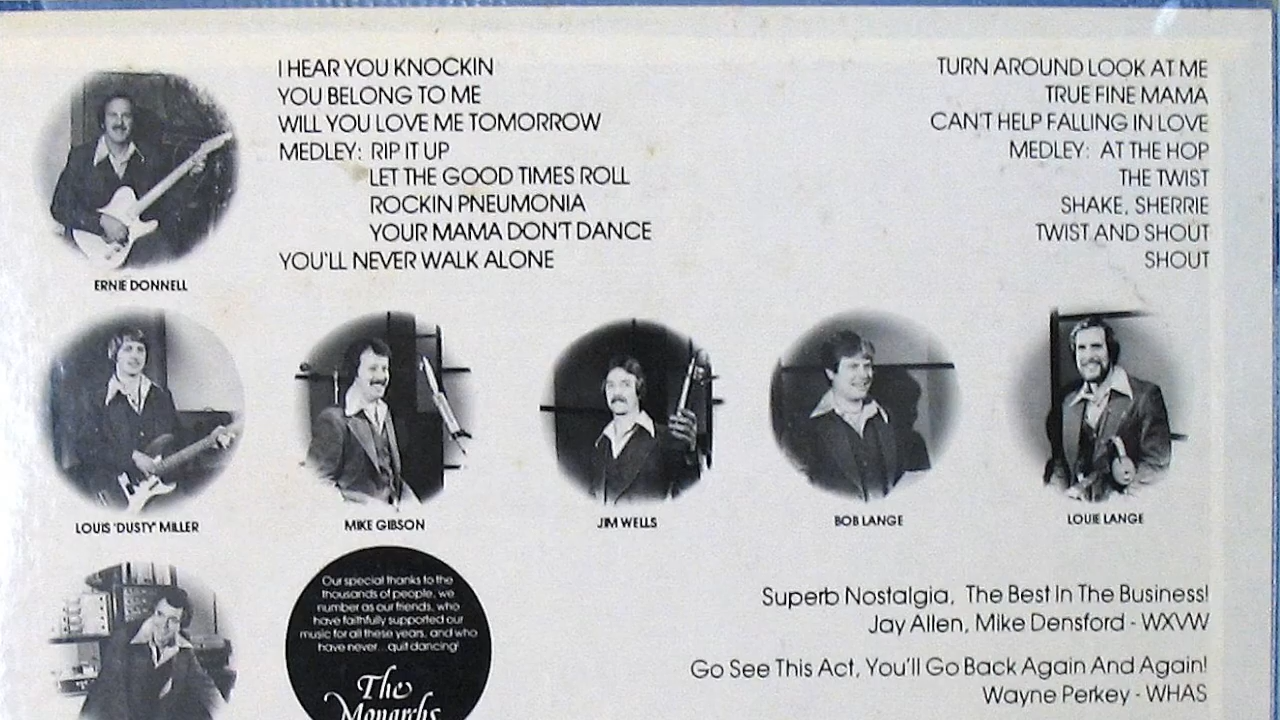 I HEAR YOU KNOCKIN
YOU BELONG TO ME
WILL YOU LOVE ME TOMORROW
MEDLEY: RIP IT UP
LET THE GOOD TIMES ROLL
ROCKIN PNEUMONIA
YOUR MAMA DON'T DANCE
YOU'LL NEVER WALK ALONE
TURN AROUND LOOK AT ME
TRUE FINE MAMA
CAN'T HELP FALLING IN LOVE
MEDLEY: AT THE HOP
THE TWIST
SHAKE, SHERRIE
TWIST AND SHOUT
SHOUT
ERNIE DONNELL
LOUIS 'DUSTY' MILLER
MIKE GIBSON
JIM WELLS
BOB LANGE
LOUIE LANGE
Our special thanks to the
thousands of people, we
number as our friends, who
have faithfully supported our
music for all these years, and who
have never...quit dancing!
The
Monarchs
Superb Nostalgia, The Best In The Business!
Jay Allen, Mike Densford - WXVW
Go See This Act, You'll Go Back Again And Again!
Wayne Perkey - WHAS